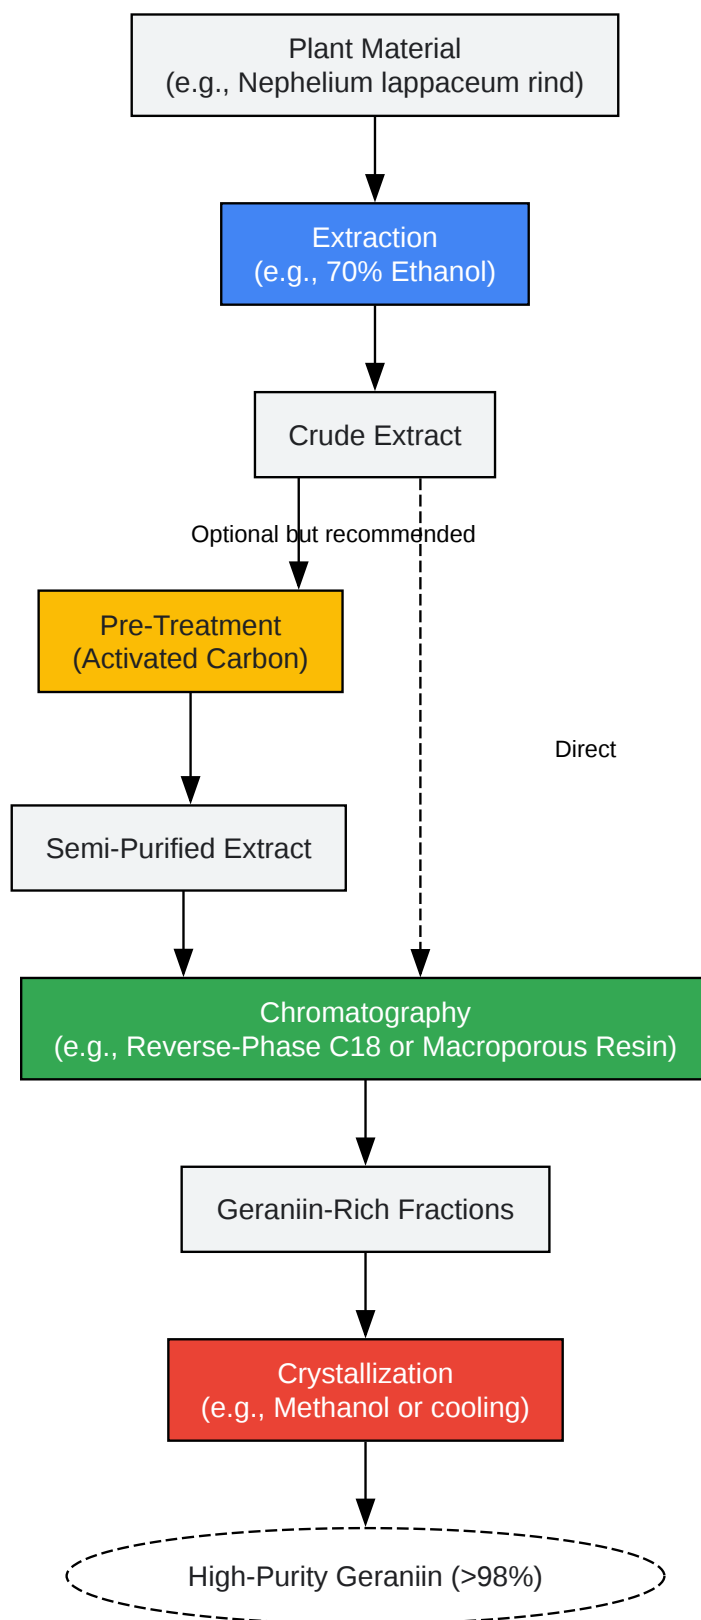 Plant Material
(e.g., Nephelium lappaceum rind)
Extraction
(e.g., 70% Ethanol)
Crude Extract
Optional but recommended
Pre-Treatment
(Activated Carbon)
Direct
Semi-Purified Extract
Chromatography
(e.g., Reverse-Phase C18 or Macroporous Resin)
Geraniin-Rich Fractions
Crystallization
(e.g., Methanol or cooling)
High-Purity Geraniin (>98%)